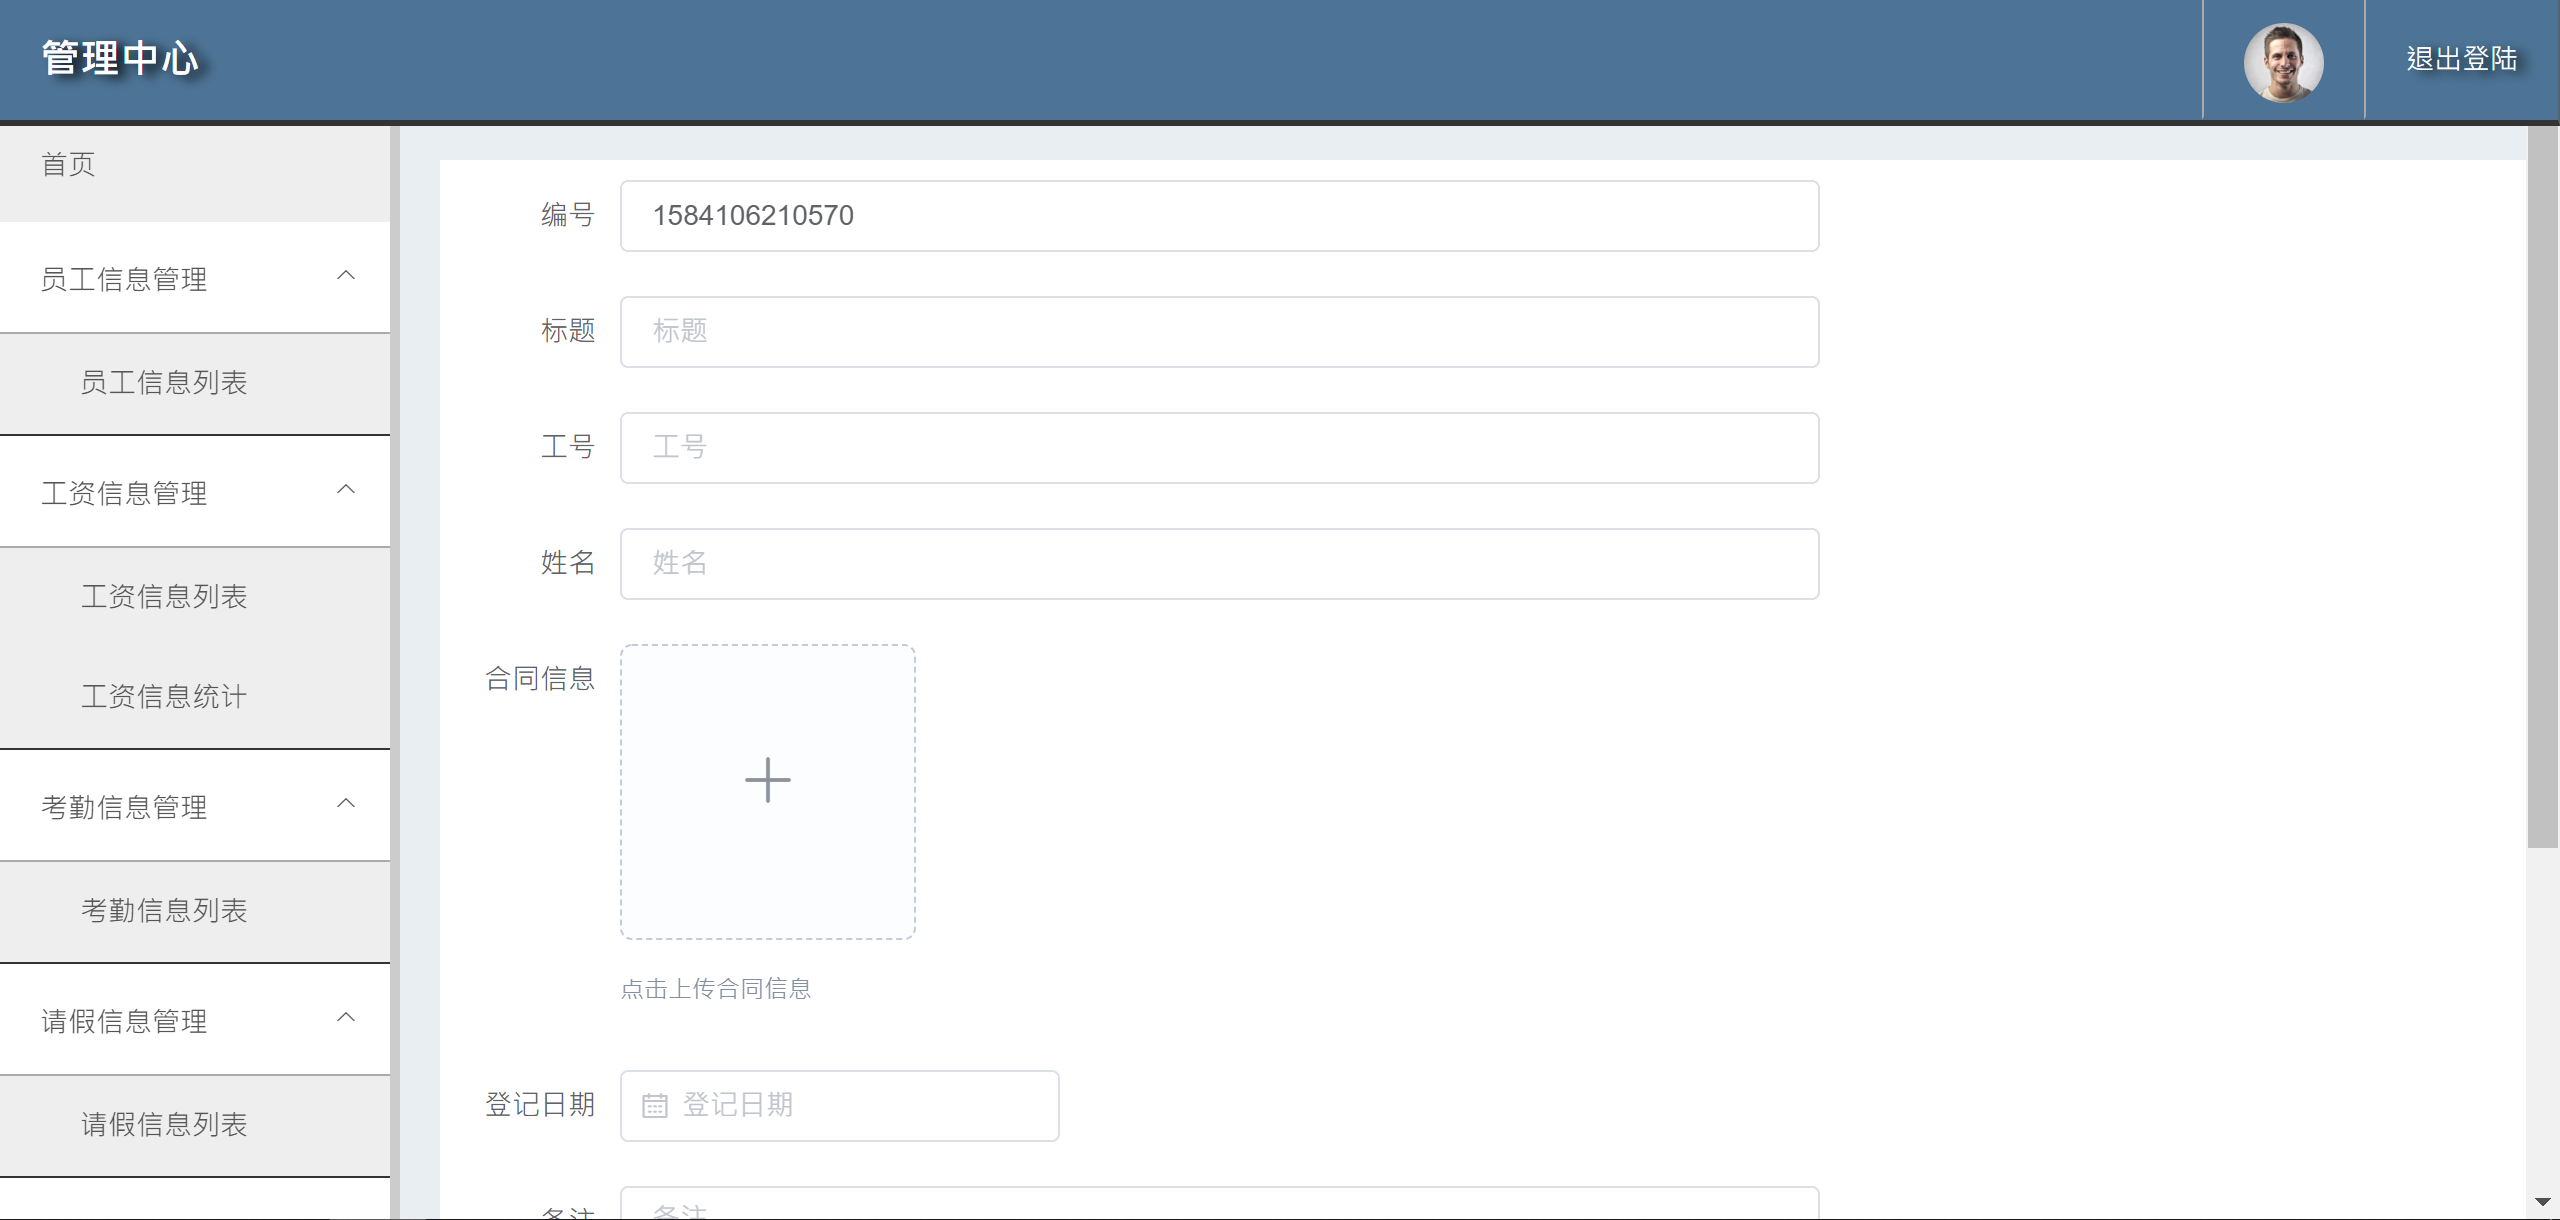 管理中心
退出登陆
首页
员工信息管理
员工信息列表
工资信息管理
工资信息列表
工资信息统计
考勤信息管理
考勤信息列表
请假信息管理
请假信息列表
编号
1584106210570
标题
标题
工号
工号
姓名
姓名
合同信息
点击上传合同信息
登记日期
登记日期
备注
备注